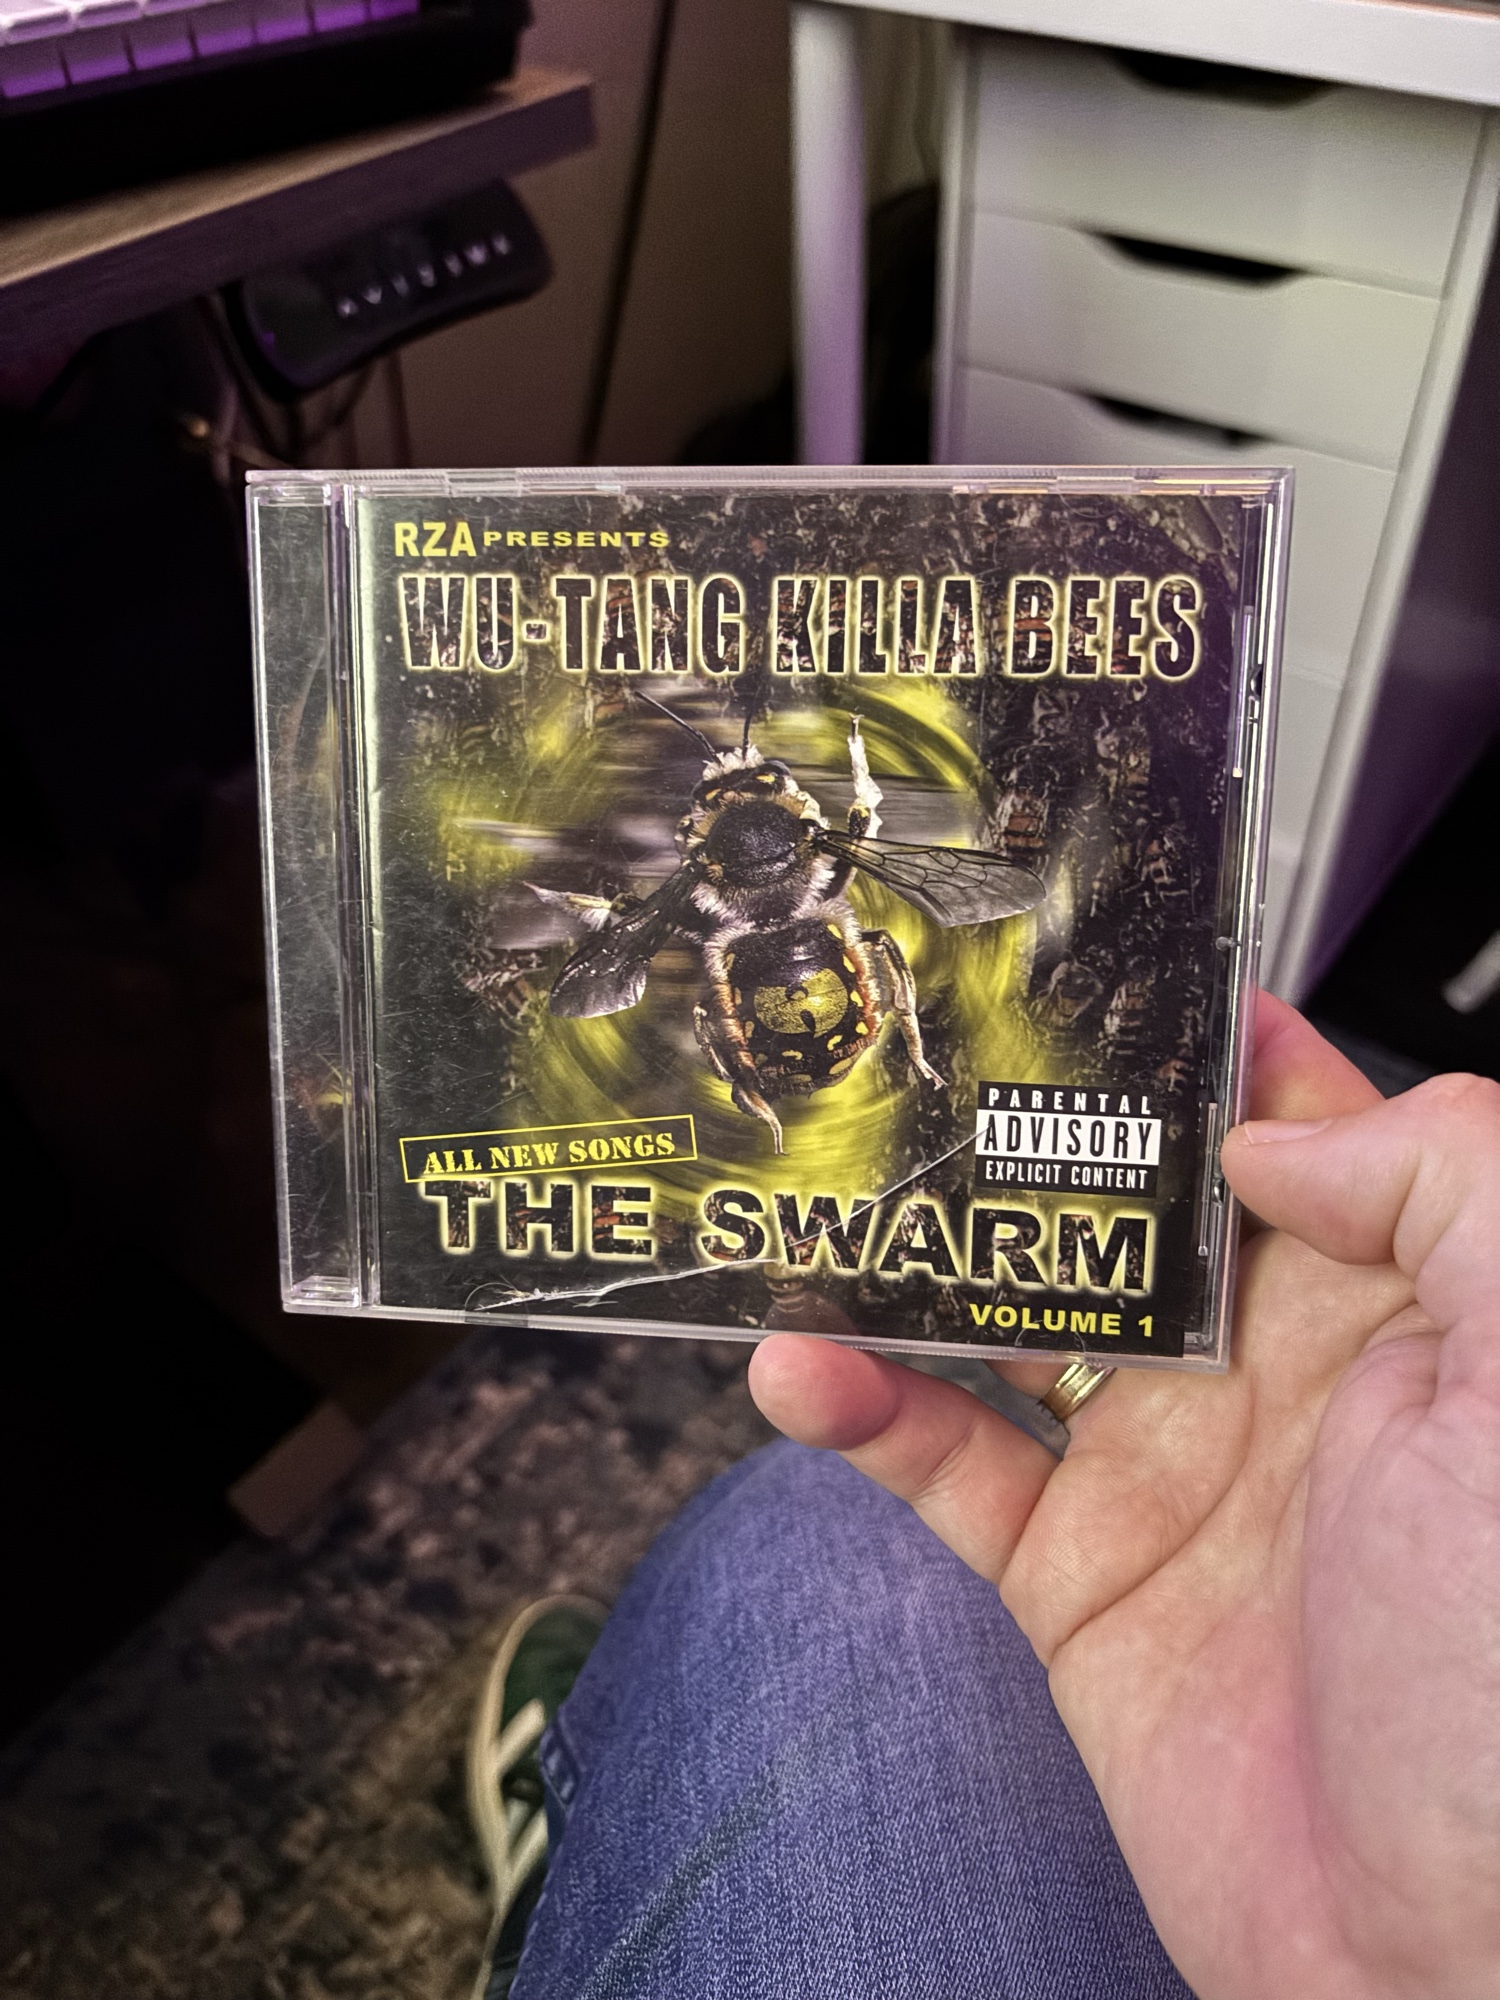 RZA PRESENTS
WU-TANG KILLA BEES
ALL NEW SONGS
PARENTAL
ADVISORY
EXPLICIT CONTENT
THE SWARM
VOLUME 1